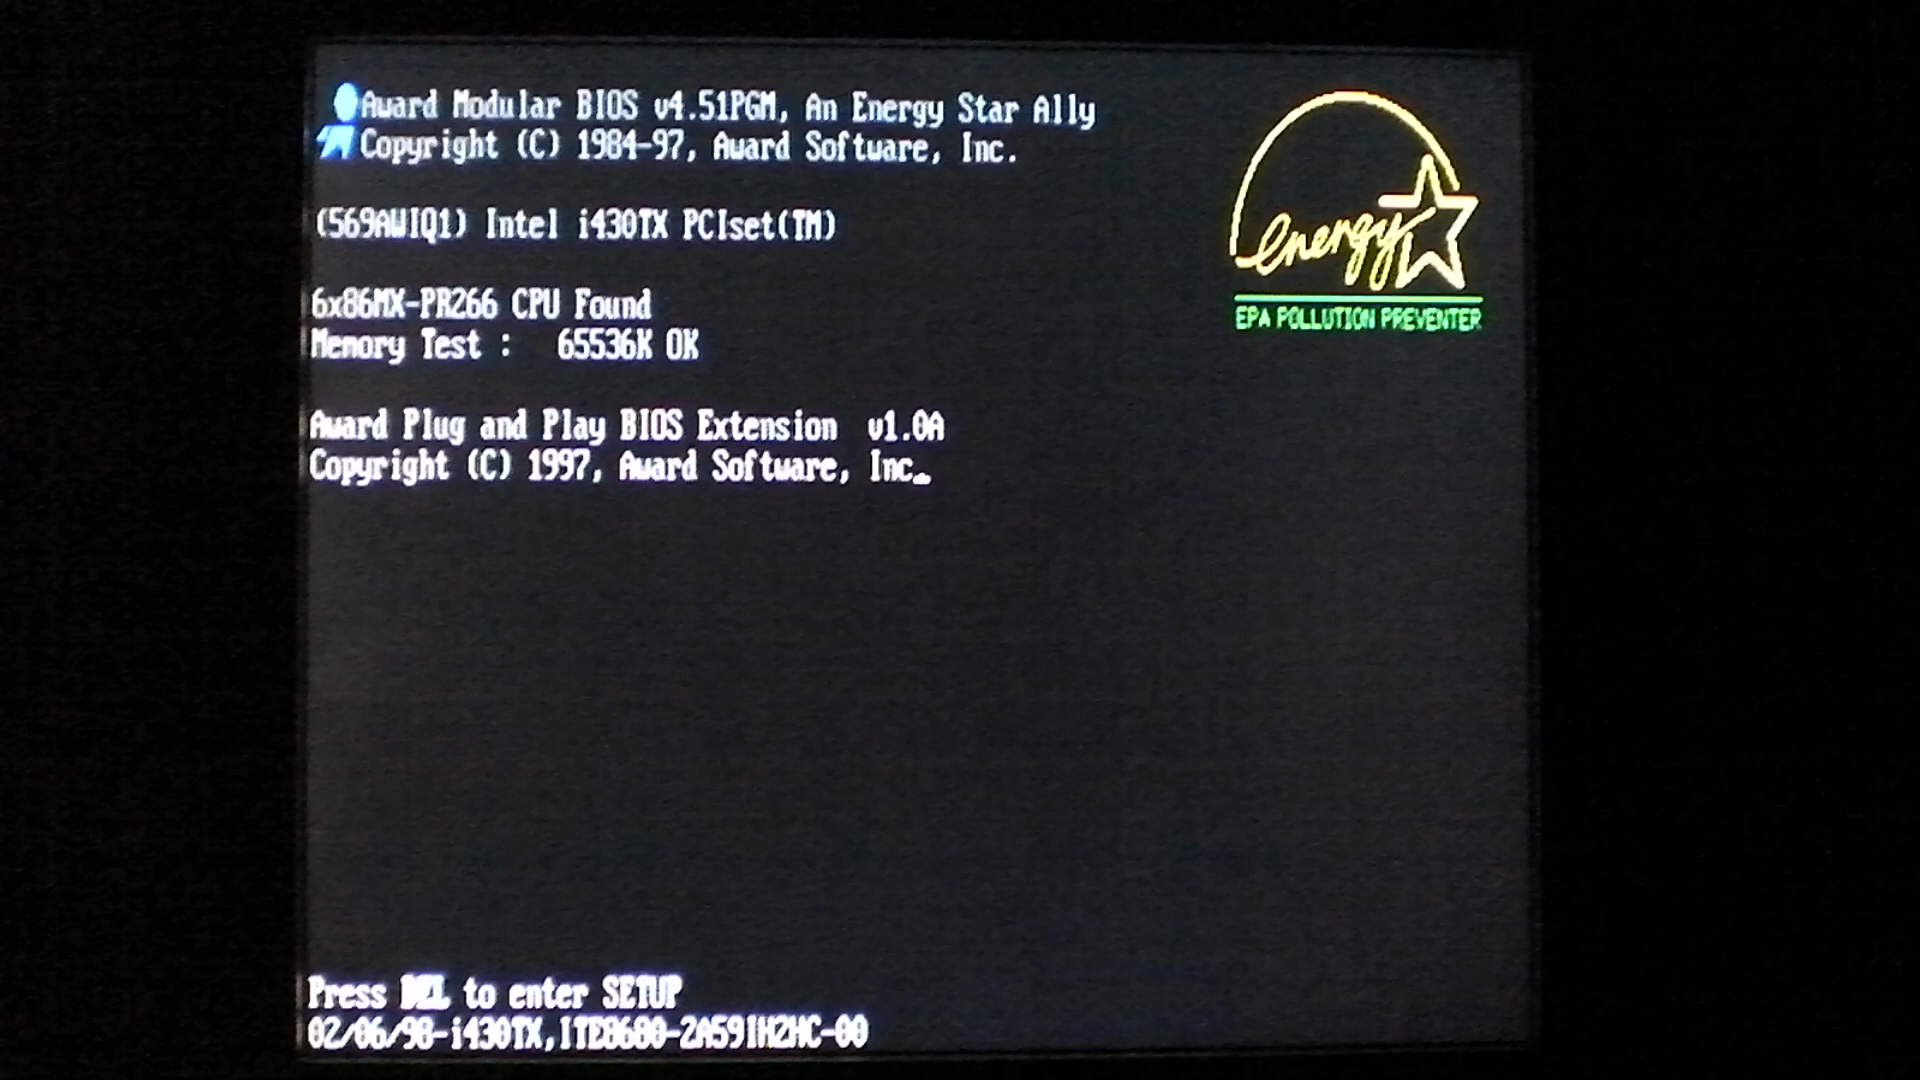 Award Modular BIOS v4.51PGM, An Energy Star Ally
Copyright (C) 1984-97, Award Software, Inc.
(569AWIQ1) Intel i430TX PCIset(TM)
6x86MX-PR266 CPU Found
Memory Test :   65536K OK
Award Plug and Play BIOS Extension  v1.0A
Copyright (C) 1997, Award Software, Inc.
energy
EPA POLLUTION PREVENTER
Press DEL to enter SETUP
02/06/98-i430TX,ITE8680-2A59IH2HC-00